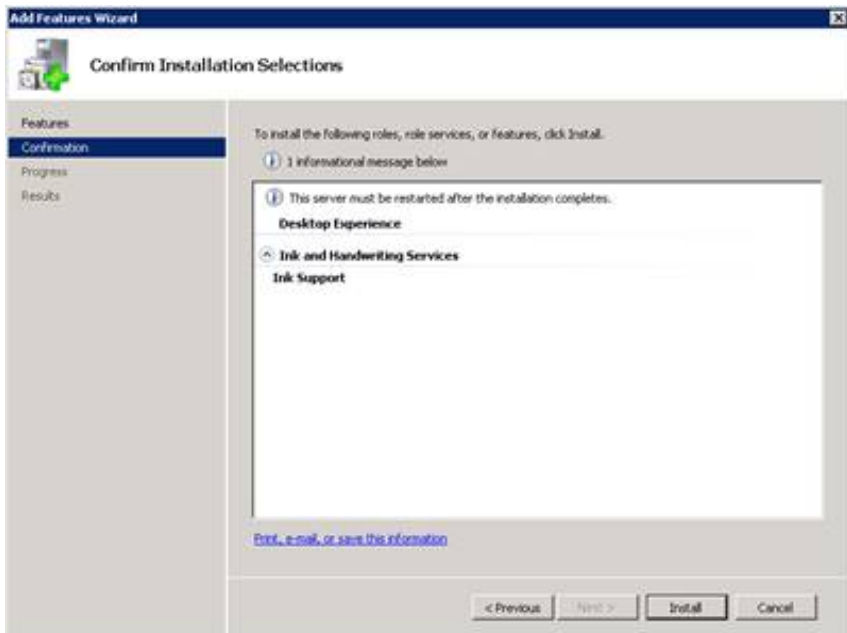 Add Features Wizard
Confirm Installation Selections
Features
Confirmation
Progress
Results
To install the following roles, role services, or features, click Install.
1 informational message below
This server must be restarted after the installation completes.
Desktop Experience
Ink and Handwriting Services
Ink Support
Print, e-mail, or save this information
< Previous
Next >
Install
Cancel